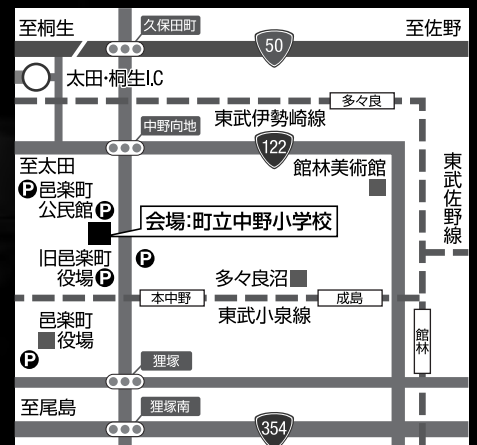 至桐生
久保田町
至佐野
50
太田・桐生I.C
多々良
東武伊勢崎線
中野向地
122
至太田
館林美術館
東武佐野線
P
邑楽町
公民館
P
会場:町立中野小学校
旧邑楽町
役場
P
P
多々良沼
本中野
成島
東武小泉線
邑楽町
役場
館林
P
狸塚
至尾島
狸塚南
354